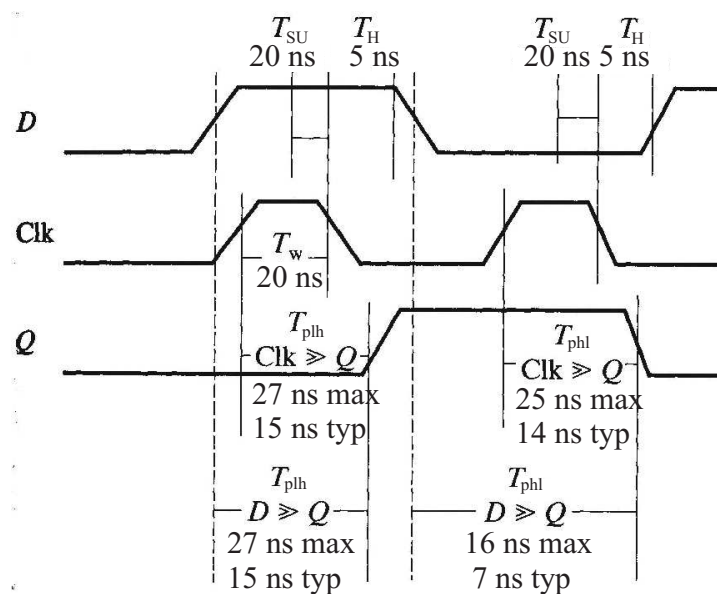 T_SU T_H T_SU T_H
20 ns 5 ns 20 ns 5 ns
D
Clk
T_w
20 ns
Q
T_plh
Clk ≫ Q
27 ns max
15 ns typ
T_phl
Clk ≫ Q
25 ns max
14 ns typ
T_plh
D ≫ Q
27 ns max
15 ns typ
T_phl
D ≫ Q
16 ns max
7 ns typ